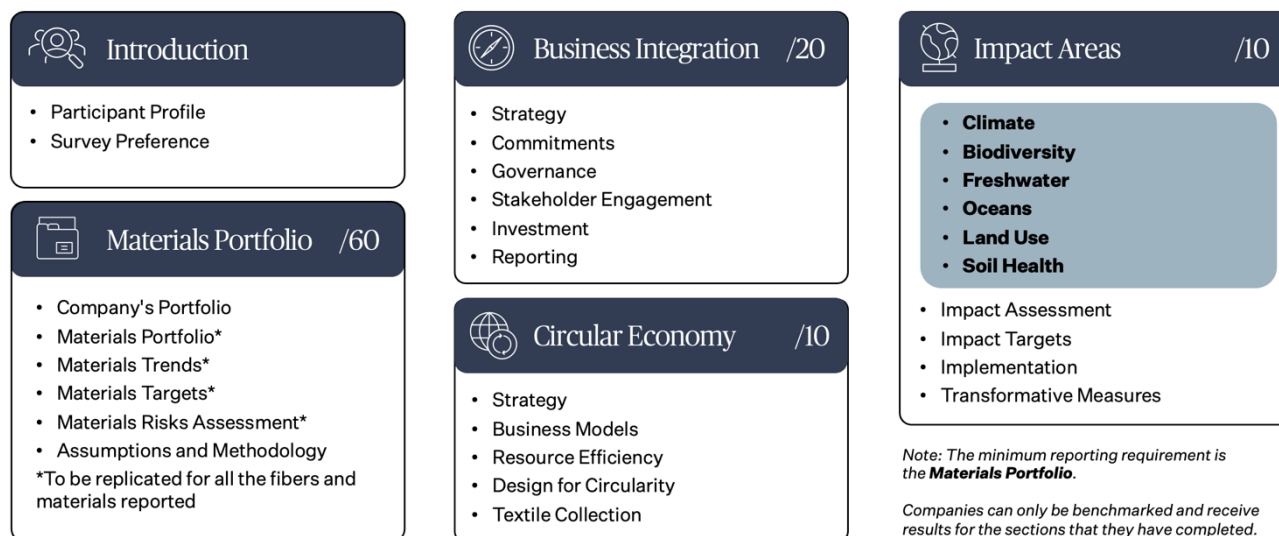 Introduction
• Participant Profile
• Survey Preference
Materials Portfolio /60
• Company's Portfolio
• Materials Portfolio*
• Materials Trends*
• Materials Targets*
• Materials Risks Assessment*
• Assumptions and Methodology
*To be replicated for all the fibers and
materials reported
Business Integration /20
• Strategy
• Commitments
• Governance
• Stakeholder Engagement
• Investment
• Reporting
Circular Economy /10
• Strategy
• Business Models
• Resource Efficiency
• Design for Circularity
• Textile Collection
Impact Areas /10
• Climate
• Biodiversity
• Freshwater
• Oceans
• Land Use
• Soil Health
• Impact Assessment
• Impact Targets
• Implementation
• Transformative Measures
Note: The minimum reporting requirement is
the Materials Portfolio.
Companies can only be benchmarked and receive
results for the sections that they have completed.